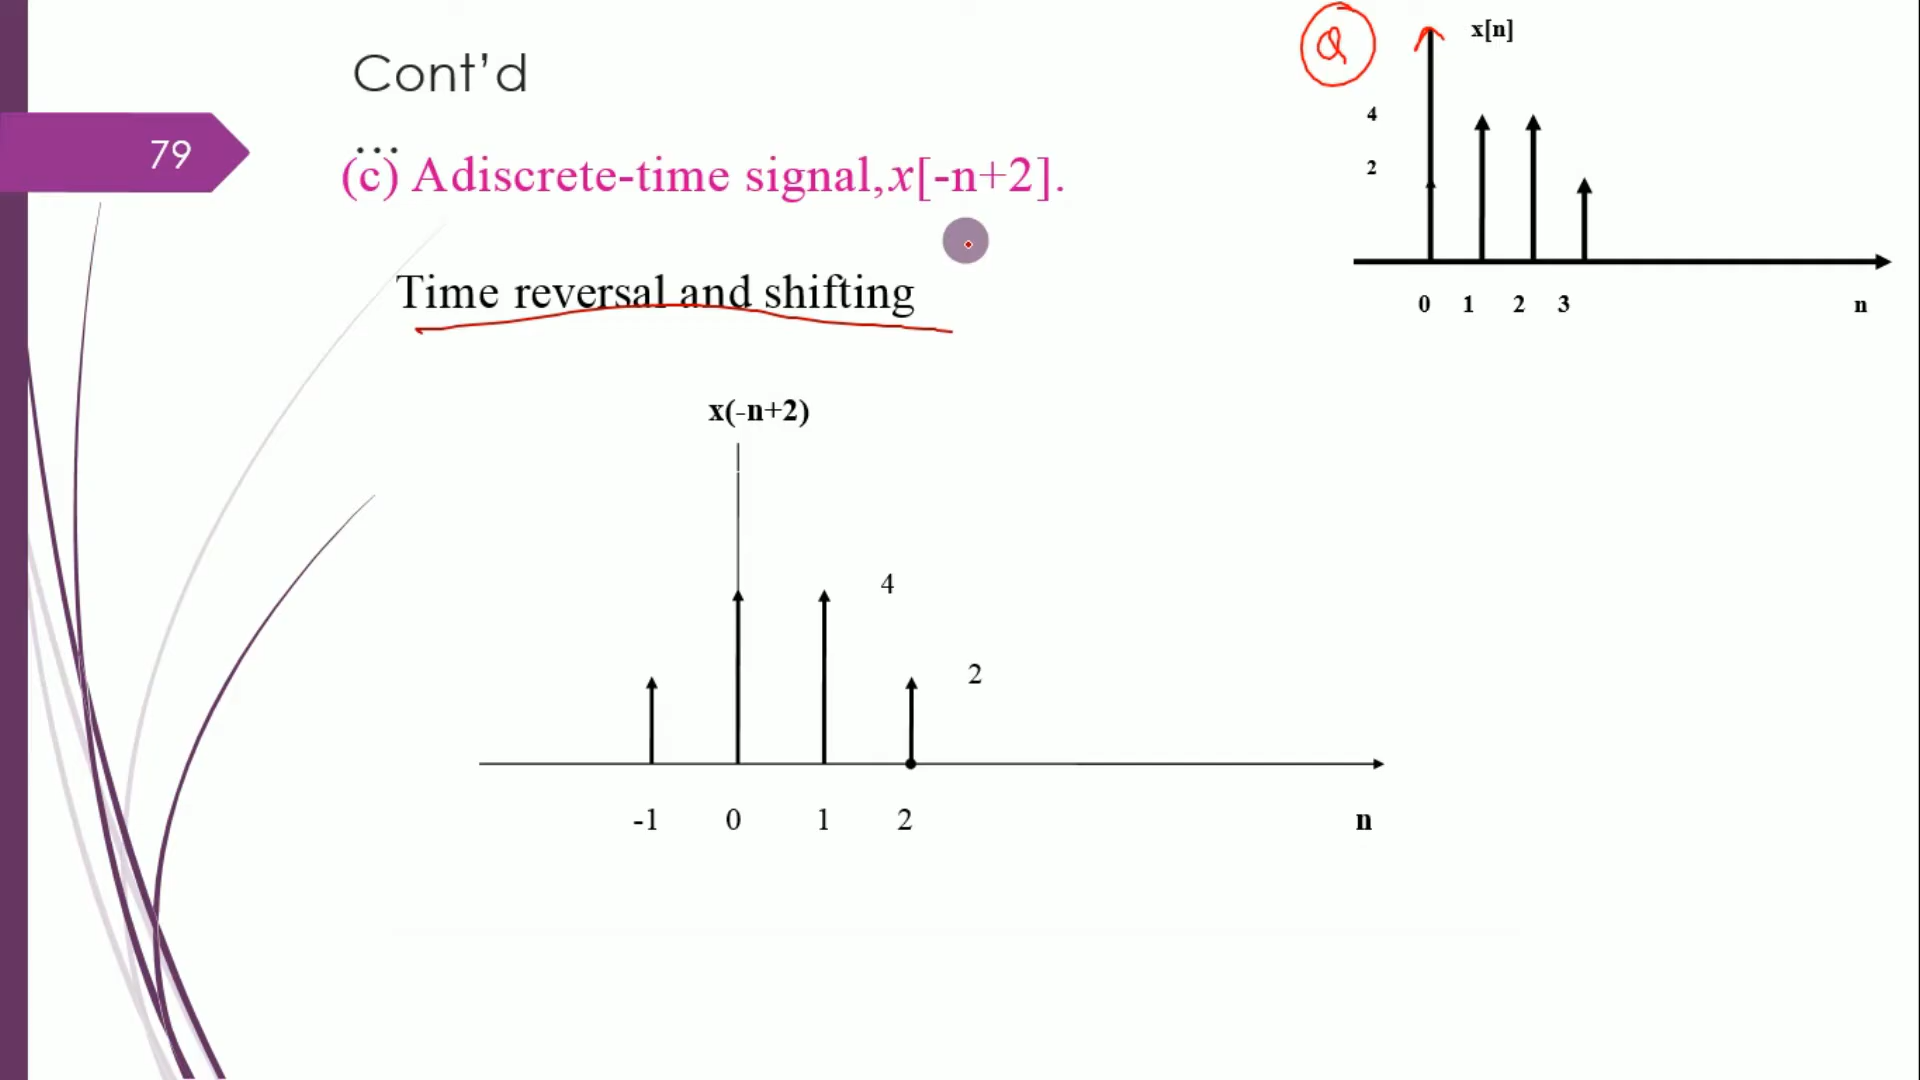 Cont’d
...
79
(c) Adiscrete-time signal,x[-n+2].
Time reversal and shifting
Q
x[n]
4
2
0 1 2 3 n
x(-n+2)
4
2
-1 0 1 2 n